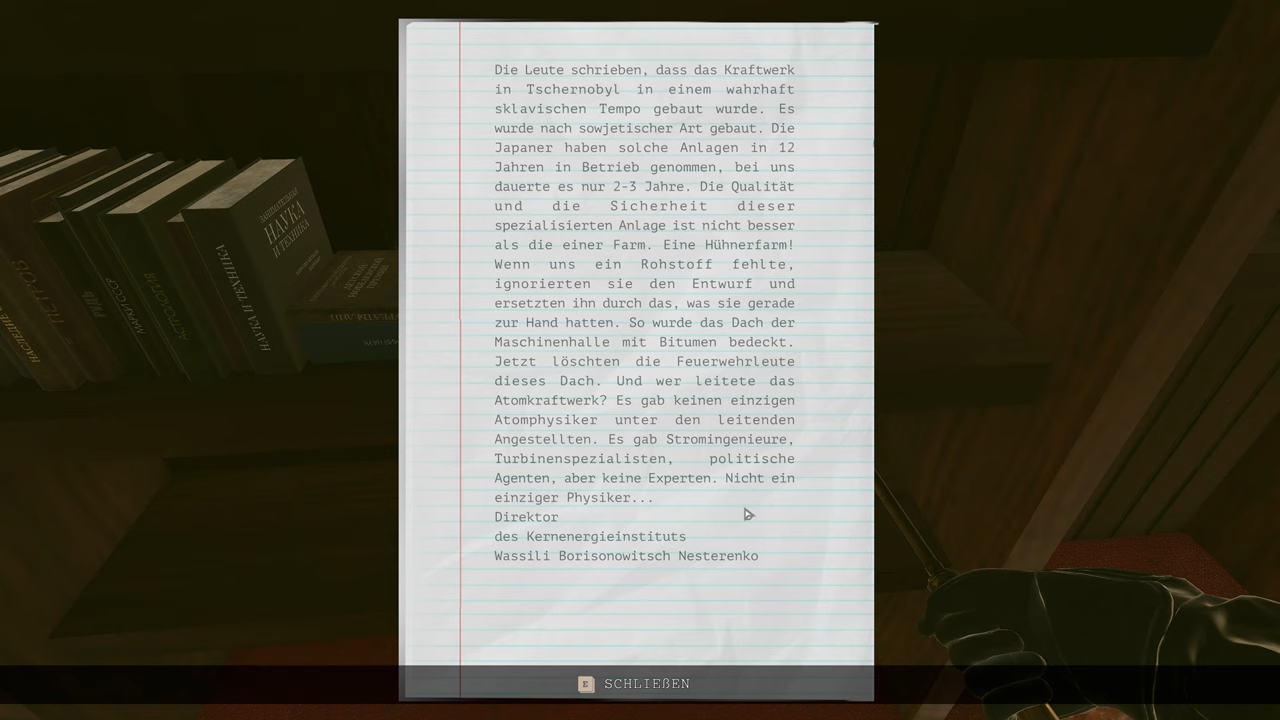 Die Leute schrieben, dass das Kraftwerk
in Tschernobyl in einem wahrhaft
sklavischen Tempo gebaut wurde. Es
wurde nach sowjetischer Art gebaut. Die
Japaner haben solche Anlagen in 12
Jahren in Betrieb genommen, bei uns
dauerte es nur 2-3 Jahre. Die Qualität
und die Sicherheit dieser
spezialisierten Anlage ist nicht besser
als die einer Farm. Eine Hühnerfarm!
Wenn uns ein Rohstoff fehlte,
ignorierten sie den Entwurf und
ersetzten ihn durch das, was sie gerade
zur Hand hatten. So wurde das Dach der
Maschinenhalle mit Bitumen bedeckt.
Jetzt löschten die Feuerwehrleute
dieses Dach. Und wer leitete das
Atomkraftwerk? Es gab keinen einzigen
Atomphysiker unter den leitenden
Angestellten. Es gab Stromingenieure,
Turbinenspezialisten, politische
Agenten, aber keine Experten. Nicht ein
einziger Physiker...
Direktor
des Kernenergieinstituts
Wassili Borisonowitsch Nesterenko
НАУКА
И ТЕХНИКА
НАУКА И ТЕХНИКА
E SCHLIEẞEN